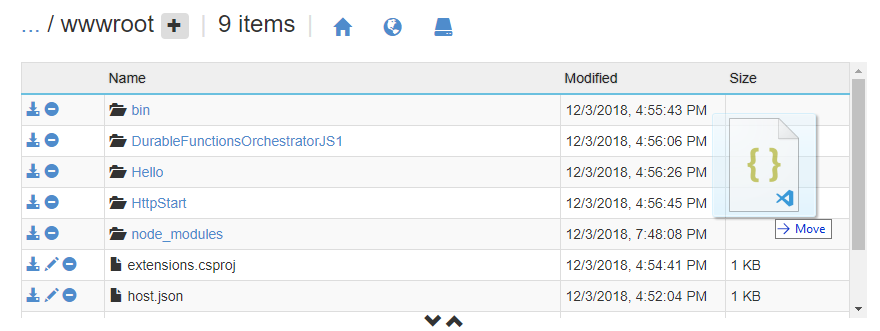 ... / wwwroot + | 9 items |
Name Modified Size
bin 12/3/2018, 4:55:43 PM
DurableFunctionsOrchestratorJS1 12/3/2018, 4:56:06 PM
Hello 12/3/2018, 4:56:26 PM
HttpStart 12/3/2018, 4:56:45 PM
{ }
Move
node_modules 12/3/2018, 7:48:08 PM
extensions.csproj 12/3/2018, 4:54:41 PM 1 KB
host.json 12/3/2018, 4:52:04 PM 1 KB